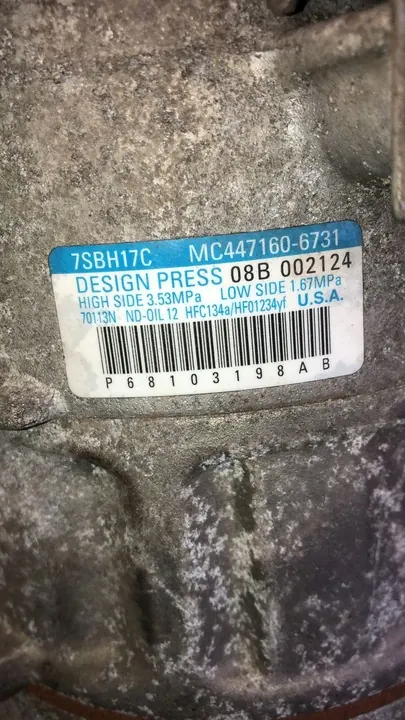 7SBH17C MC447160-6731
DESIGN PRESS 08B 002124
HIGH SIDE 3.53MPa LOW SIDE 1.67MPa
70113N ND-OIL 12 HFC134a/HFO1234yf U.S.A.
P68103198AB